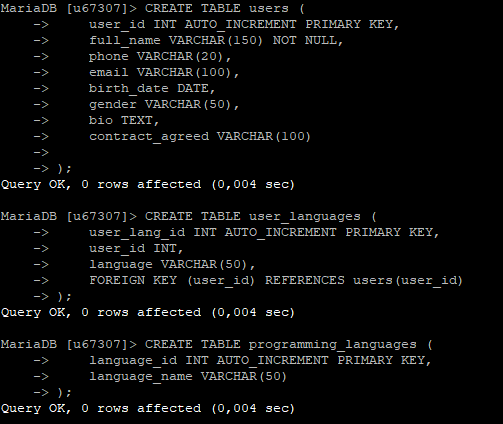 MariaDB [u67307]> CREATE TABLE users (
    ->     user_id INT AUTO_INCREMENT PRIMARY KEY,
    ->     full_name VARCHAR(150) NOT NULL,
    ->     phone VARCHAR(20),
    ->     email VARCHAR(100),
    ->     birth_date DATE,
    ->     gender VARCHAR(50),
    ->     bio TEXT,
    ->     contract_agreed VARCHAR(100)
    ->
    -> );
Query OK, 0 rows affected (0,004 sec)

MariaDB [u67307]> CREATE TABLE user_languages (
    ->     user_lang_id INT AUTO_INCREMENT PRIMARY KEY,
    ->     user_id INT,
    ->     language VARCHAR(50),
    ->     FOREIGN KEY (user_id) REFERENCES users(user_id)
    -> );
Query OK, 0 rows affected (0,004 sec)

MariaDB [u67307]> CREATE TABLE programming_languages (
    ->     language_id INT AUTO_INCREMENT PRIMARY KEY,
    ->     language_name VARCHAR(50)
    -> );
Query OK, 0 rows affected (0,004 sec)